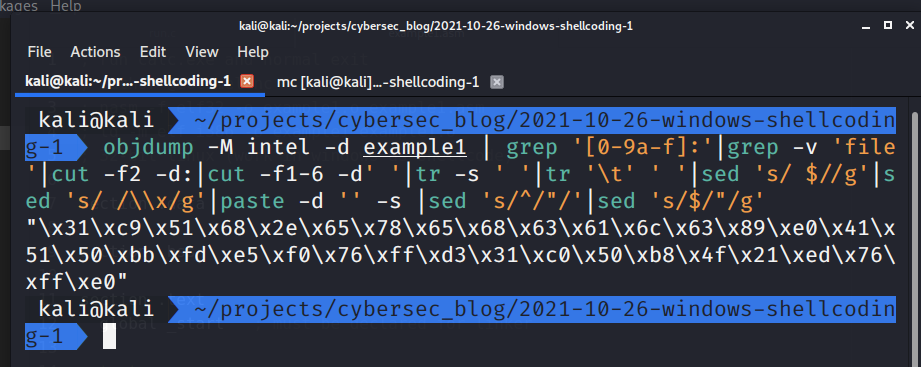 kages Help
kali@kali:~/projects/cybersec_blog/2021-10-26-windows-shellcoding-1
File Actions Edit View Help
kali@kali:~/pr...-shellcoding-1 mc [kali@kali]...-shellcoding-1
kali@kali ~/projects/cybersec_blog/2021-10-26-windows-shellcodin
g-1 objdump -M intel -d example1 | grep '[0-9a-f]:'|grep -v 'file
'|cut -f2 -d:|cut -f1-6 -d' '|tr -s ' '|tr '\t' ' '|sed 's/ $//g'|s
ed 's/ /\\x/g'|paste -d '' -s |sed 's/^/"/'|sed 's/$/"/g'
"\x31\xc9\x51\x68\x2e\x65\x78\x65\x68\x63\x61\x6c\x63\x89\xe0\x41\x
51\x50\xbb\xfd\xe5\xf0\x76\xff\xd3\x31\xc0\x50\xb8\x4f\x21\xed\x76\
xff\xe0"
kali@kali ~/projects/cybersec_blog/2021-10-26-windows-shellcodin
g-1